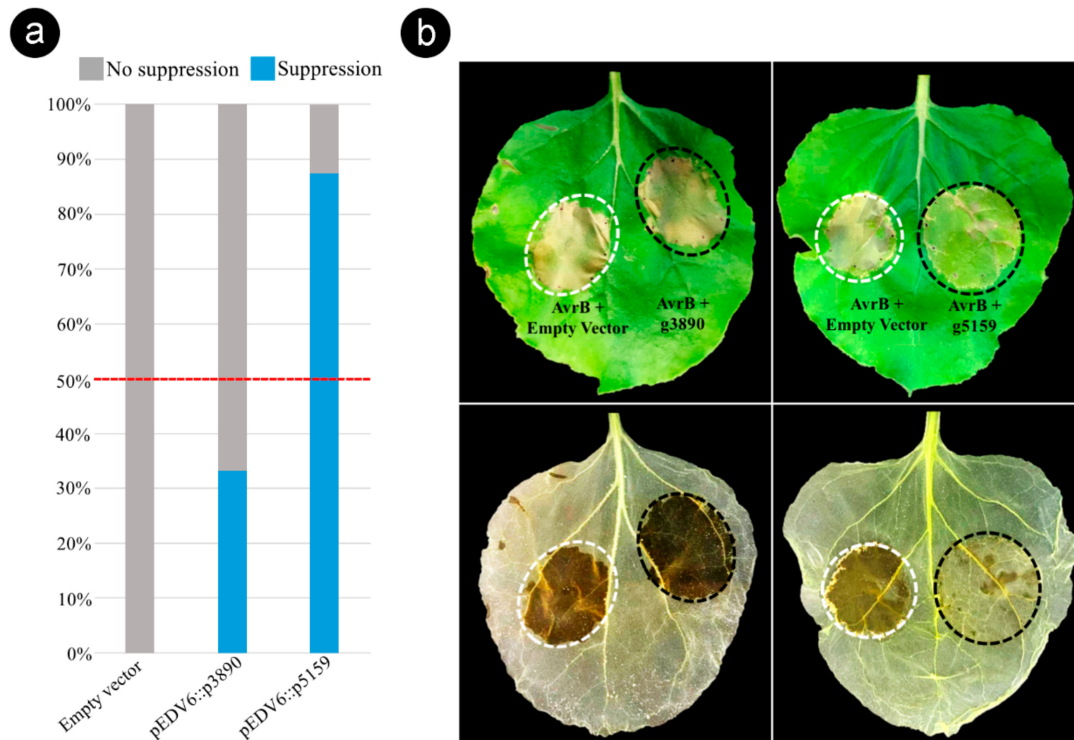 a
No suppression
Suppression
100%
90%
80%
70%
60%
50%
40%
30%
20%
10%
0%
Empty vector
pEDV6::p3890
pEDV6::p5159
b
AvrB +
Empty Vector
AvrB +
g3890
AvrB +
Empty Vector
AvrB +
g5159